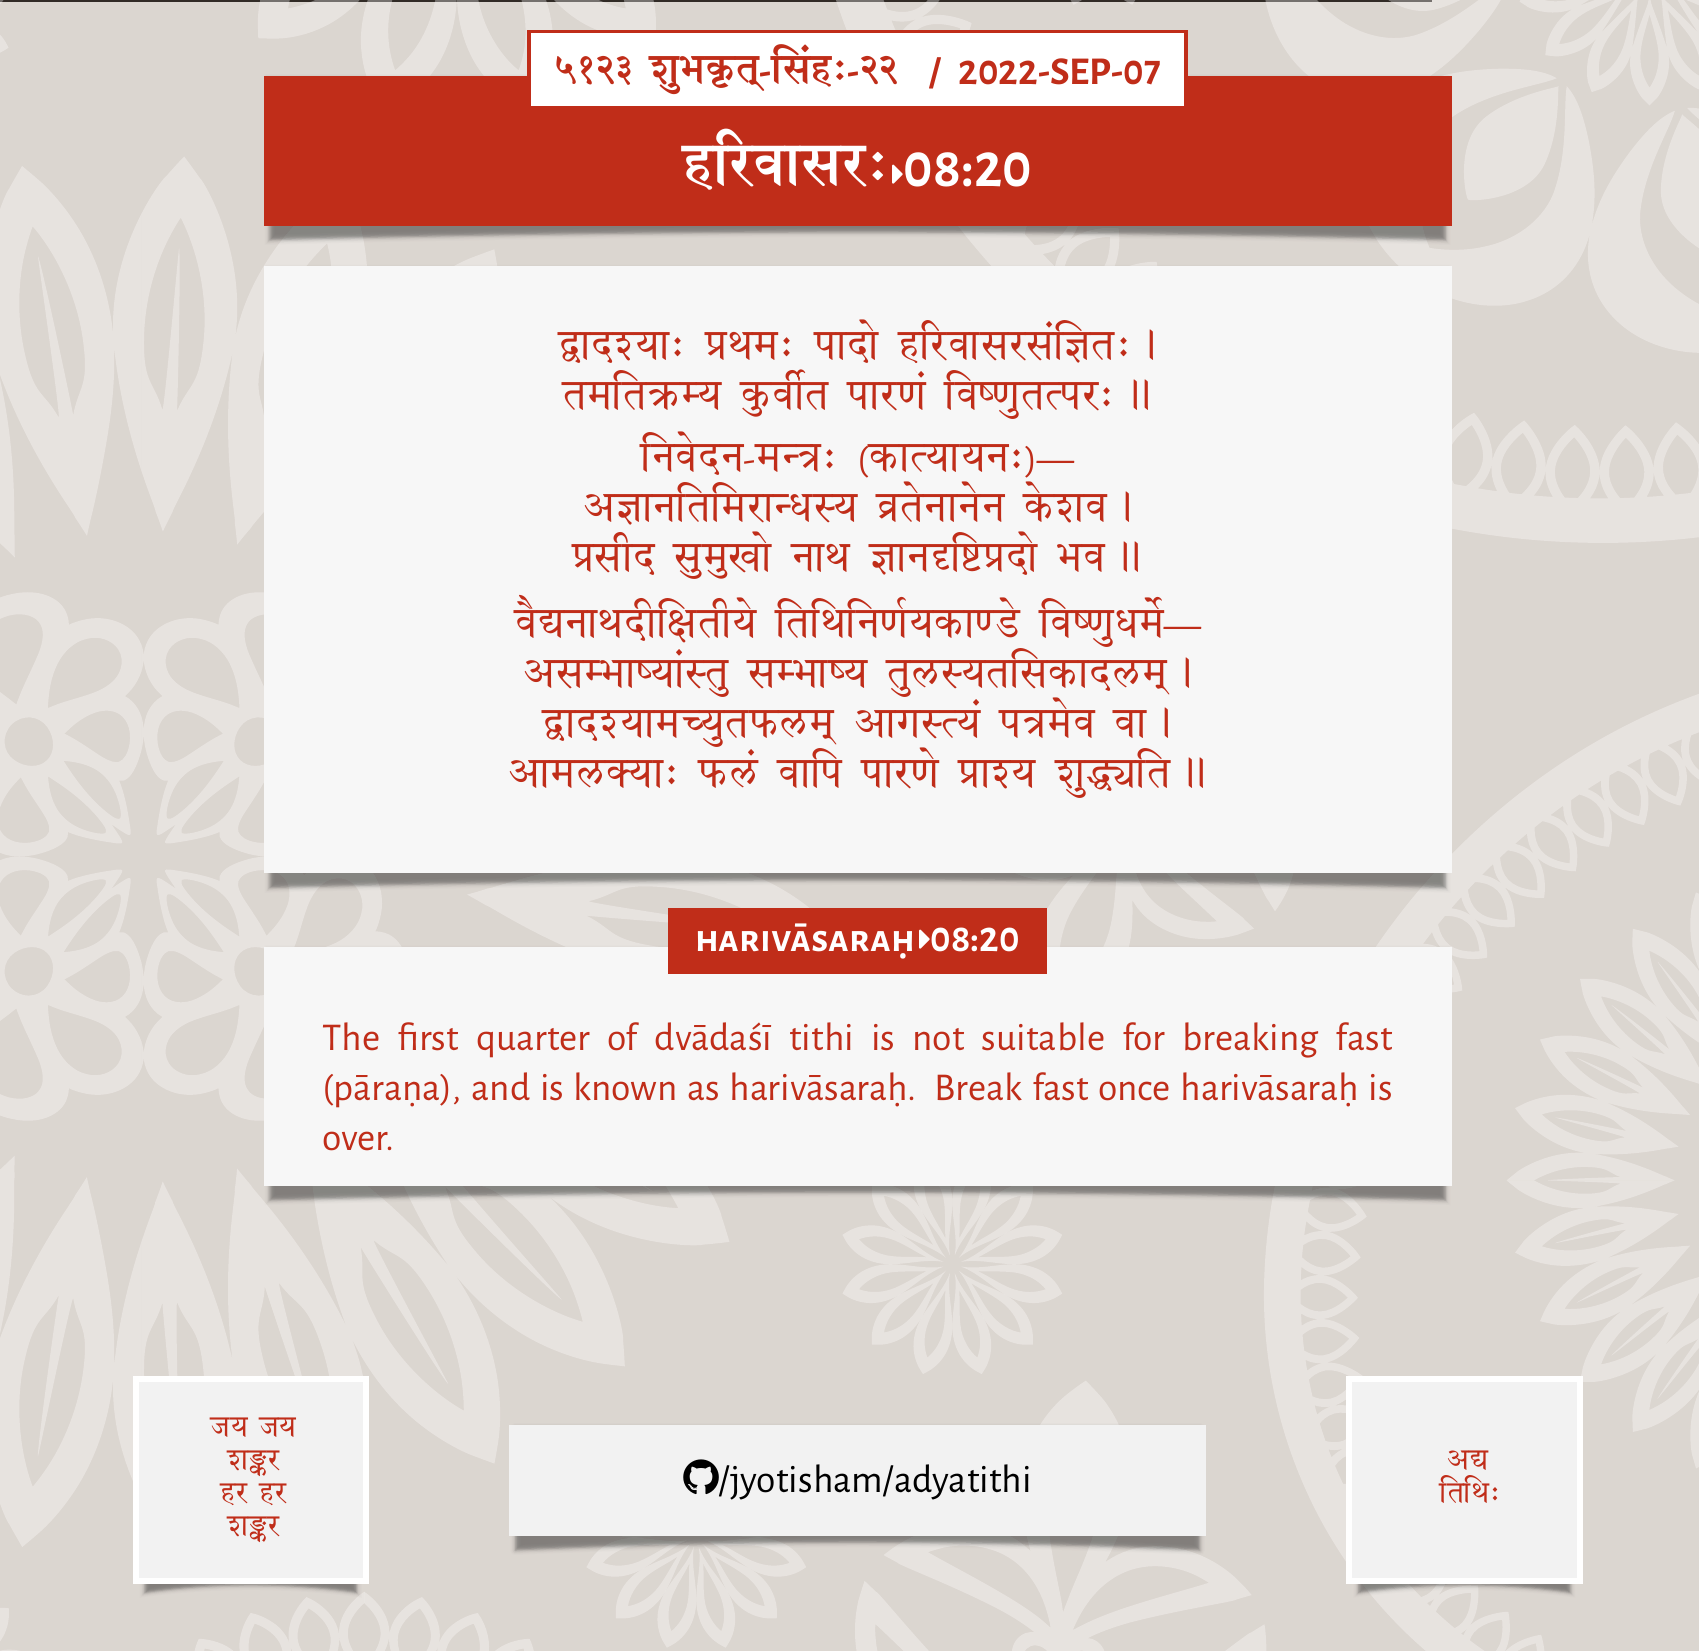 ५१२३ शुभकृत्-सिंहः-२२ / 2022-SEP-07
हरिवासरः▸08:20
द्वादश्याः प्रथमः पादो हरिवासरसंज्ञितः।
तमतिक्रम्य कुर्वीत पारणं विष्णुतत्परः॥
निवेदन-मन्त्रः (कात्यायनः)—
अज्ञानतिमिरान्धस्य व्रतेनानेन केशव।
प्रसीद सुमुखो नाथ ज्ञानदृष्टिप्रदो भव॥
वैद्यनाथदीक्षितीये तिथिनिर्णयकाण्डे विष्णुधर्मे—
असम्भाष्यांस्तु सम्भाष्य तुलस्यतसिकादलम्।
द्वादश्यामच्युतफलम् आगस्त्यं पत्रमेव वा।
आमलक्याः फलं वापि पारणे प्राश्य शुद्ध्यति॥
HARIVĀSARAḤ▸08:20
The first quarter of dvādaśī tithi is not suitable for breaking fast
(pāraṇa), and is known as harivāsaraḥ. Break fast once harivāsaraḥ is
over.
जय जय
शङ्कर
हर हर
शङ्कर
/jyotisham/adyatithi
अद्य
तिथिः